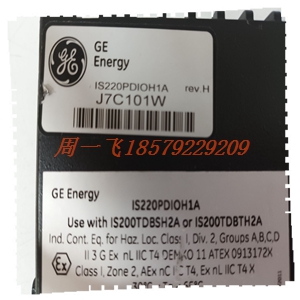 GE
Energy
IS220PDIOH1A rev.H
J7C101W
周一飞18579229209
GE Energy
IS220PDIOH1A
Use with IS200TDBSH2A or IS200TDBTH2A
Ind. Cont. Eq. for Haz. Loc. Class I, Div. 2, Groups A,B,C,D
II 3 G Ex nL IIC T4 DEMKO 11 ATEX 0913172X
Class I, Zone 2, AEx nC IIC T4, Ex nL IIC T4 X